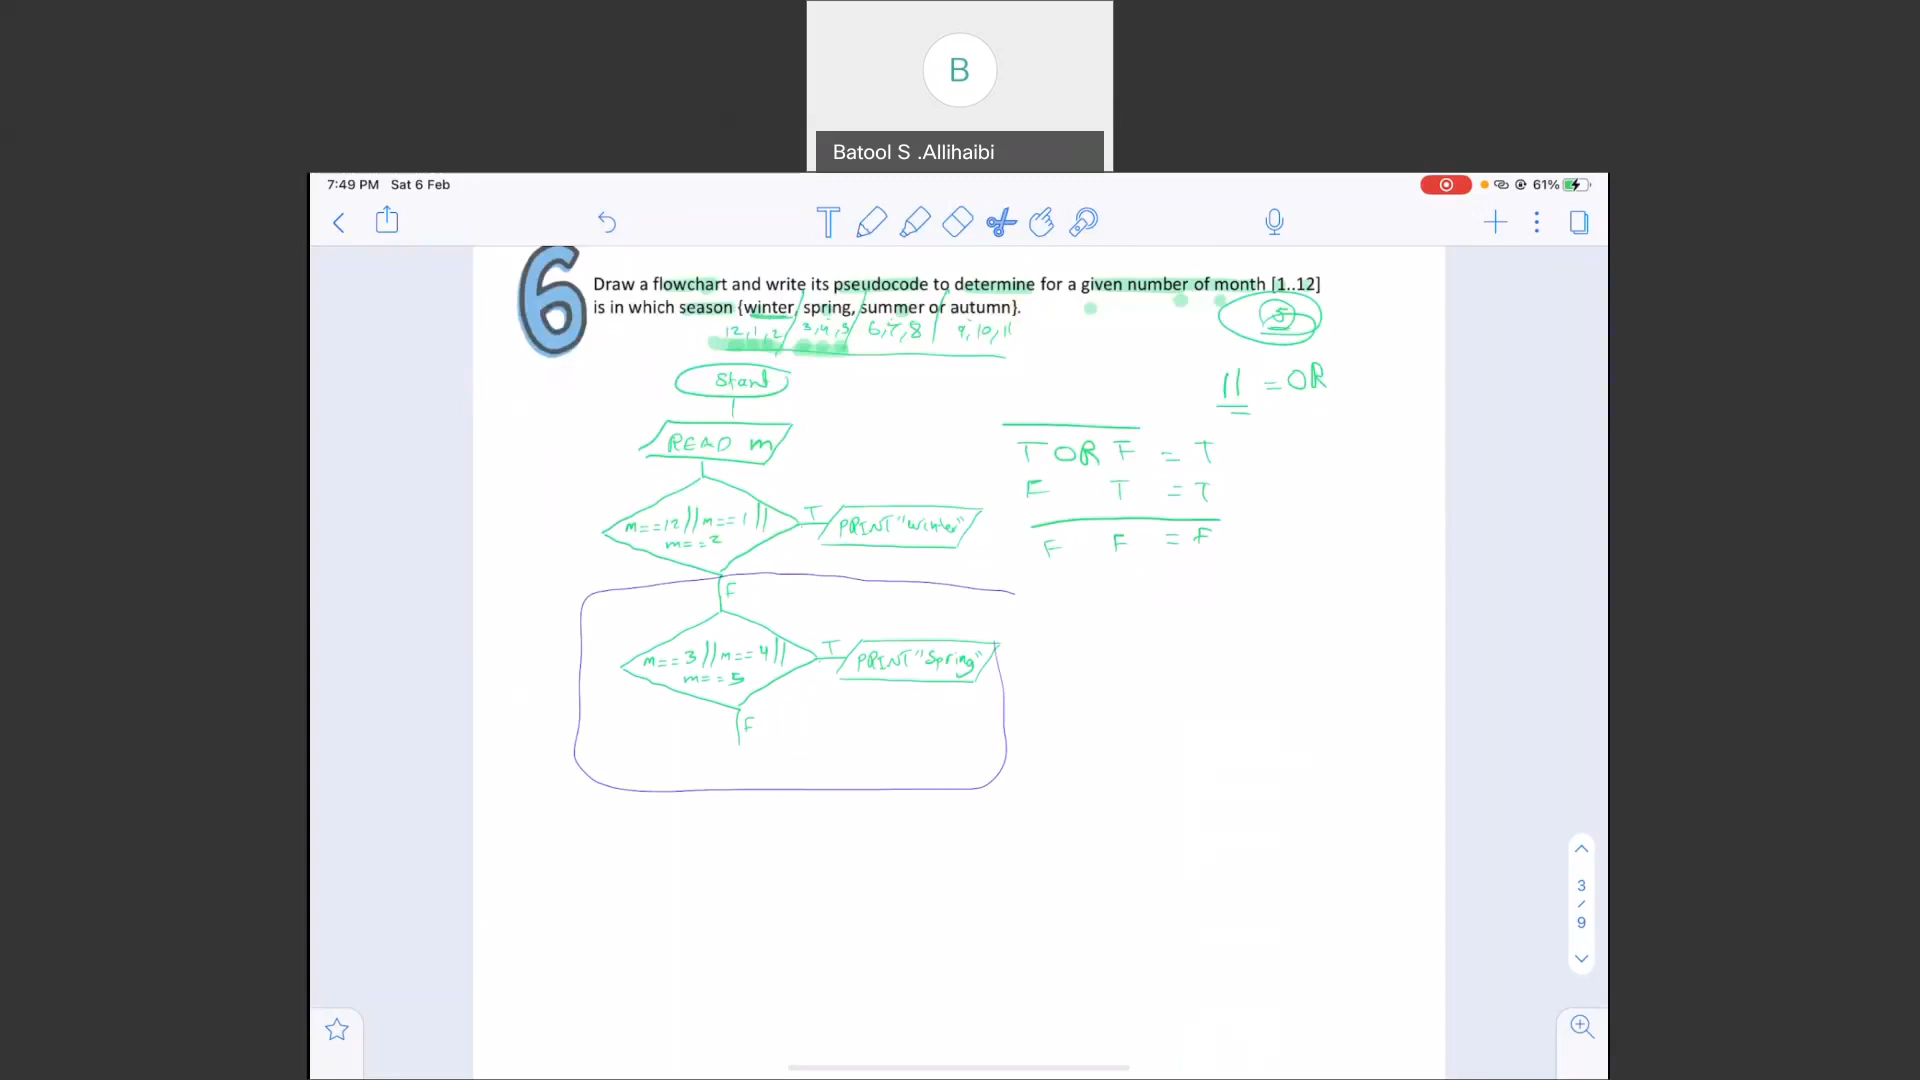 B
Batool S .Allihaibi
7:49 PM Sat 6 Feb
61%
6
Draw a flowchart and write its pseudocode to determine for a given number of month [1..12]
is in which season {winter, spring, summer or autumn}.
5
12,1,2 / 3,4,5 / 6,7,8 / 9,10,11
Start
|| = OR
READ m
T OR F = T
F T = T
m==12||m==1||
m==2
T
PRINT "Winter"
F F = F
F
m==3||m==4||
m==5
T
PRINT "Spring"
F
3
/
9